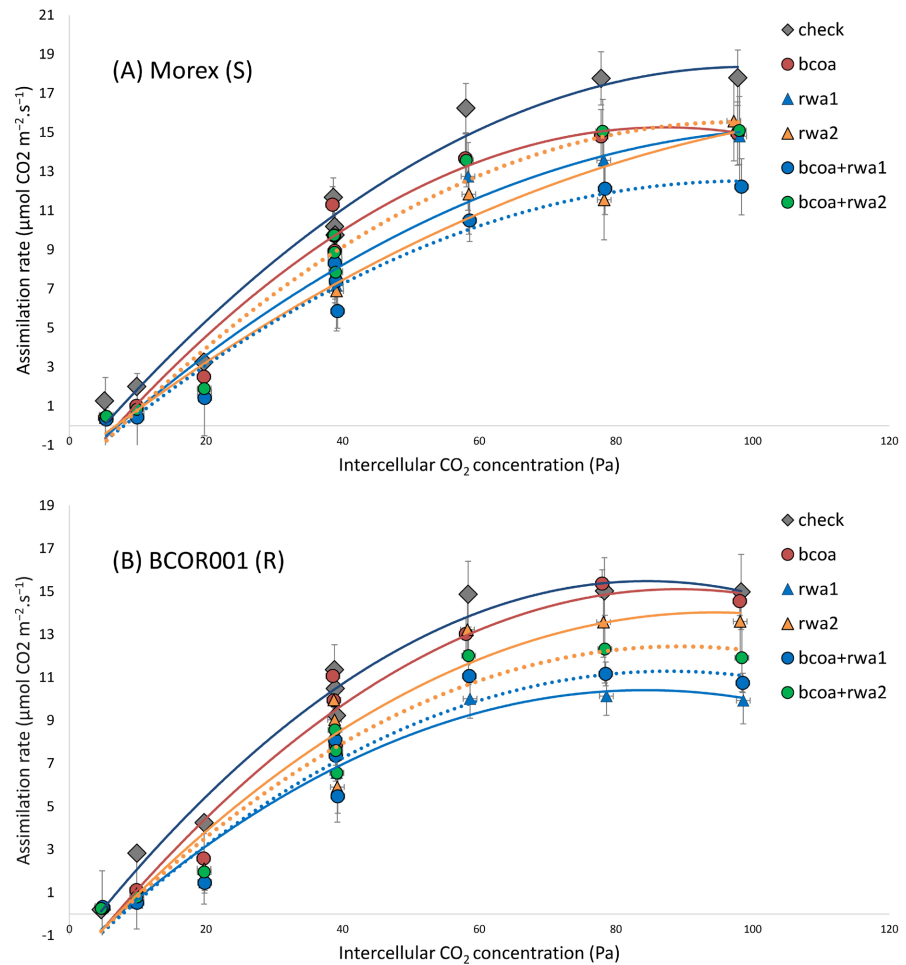 21
19
17
15
13
11
9
7
5
3
1
-1
Assimilation rate (µmol CO2 m⁻².s⁻¹)
(A) Morex (S)
check
bcoa
rwa1
rwa2
bcoa+rwa1
bcoa+rwa2
0 20 40 60 80 100 120
Intercellular CO₂ concentration (Pa)
19
17
15
13
11
9
7
5
3
1
-1
Assimilation rate (µmol CO2 m⁻².s⁻¹)
(B) BCOR001 (R)
check
bcoa
rwa1
rwa2
bcoa+rwa1
bcoa+rwa2
0 20 40 60 80 100 120
Intercellular CO₂ concentration (Pa)